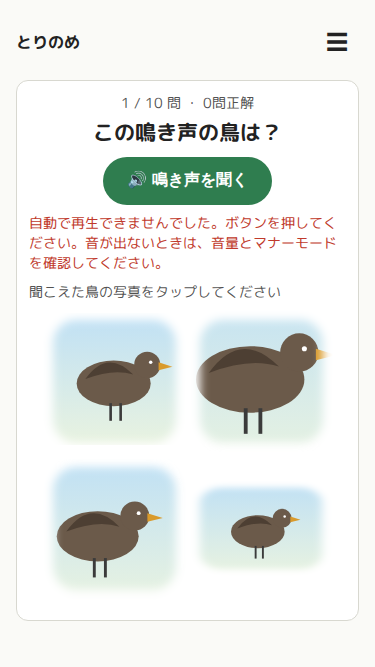 とりのめ
1 / 10 問 · 0問正解
この鳴き声の鳥は？
🔊 鳴き声を聞く
自動で再生できませんでした。ボタンを押してく
ださい。音が出ないときは、音量とマナーモード
を確認してください。
聞こえた鳥の写真をタップしてください